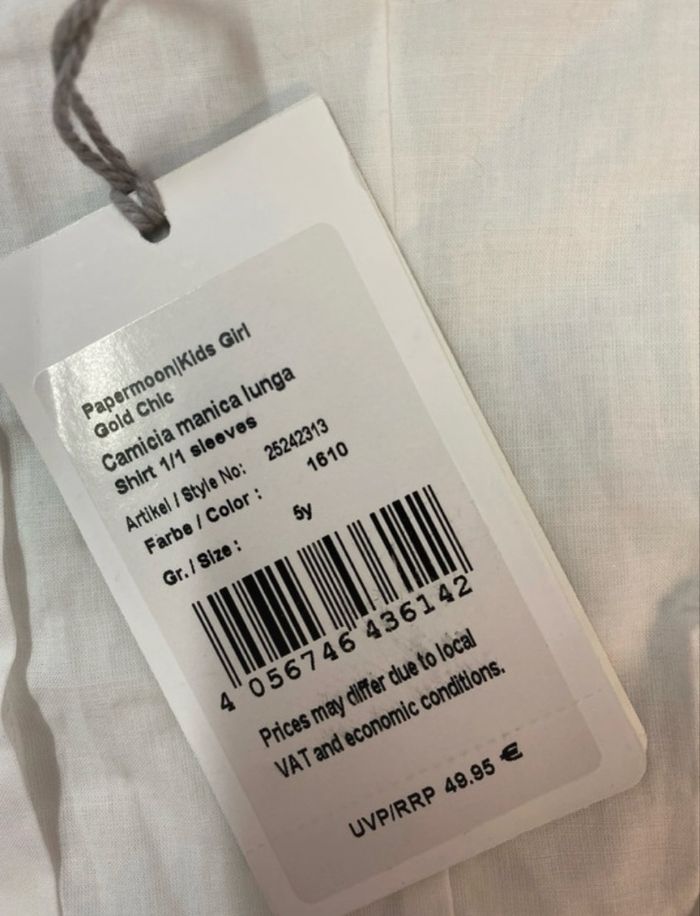 Papermoon|Kids Girl
Gold Chic
Camicia manica lunga
Shirt 1/1 sleeves
Artikel / Style No: 25242313
Farbe / Color : 1610
Gr. / Size : 5y
4 056746 436142
Prices may differ due to local
VAT and economic conditions.
UVP/RRP 49.95 €